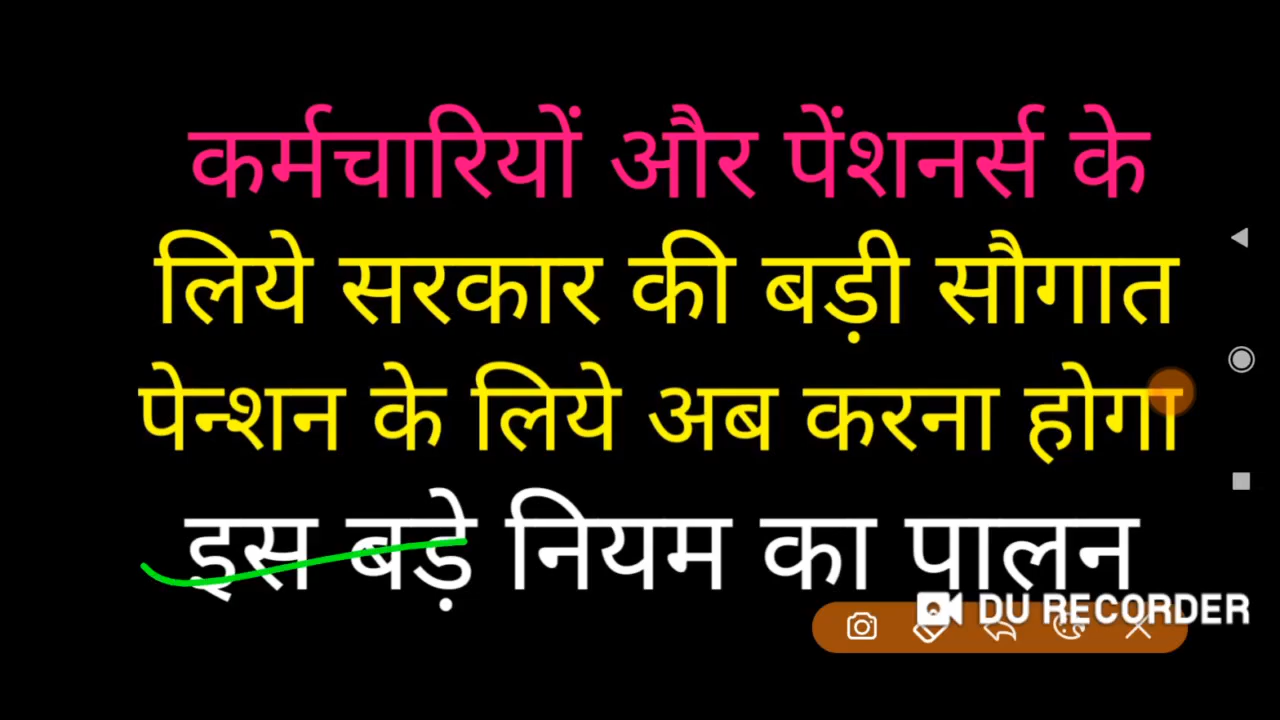 कर्मचारियों और पेंशनर्स के
लिये सरकार की बड़ी सौगात
पेन्शन के लिये अब करना होगा
इस बड़े नियम का पालन
DU RECORDER